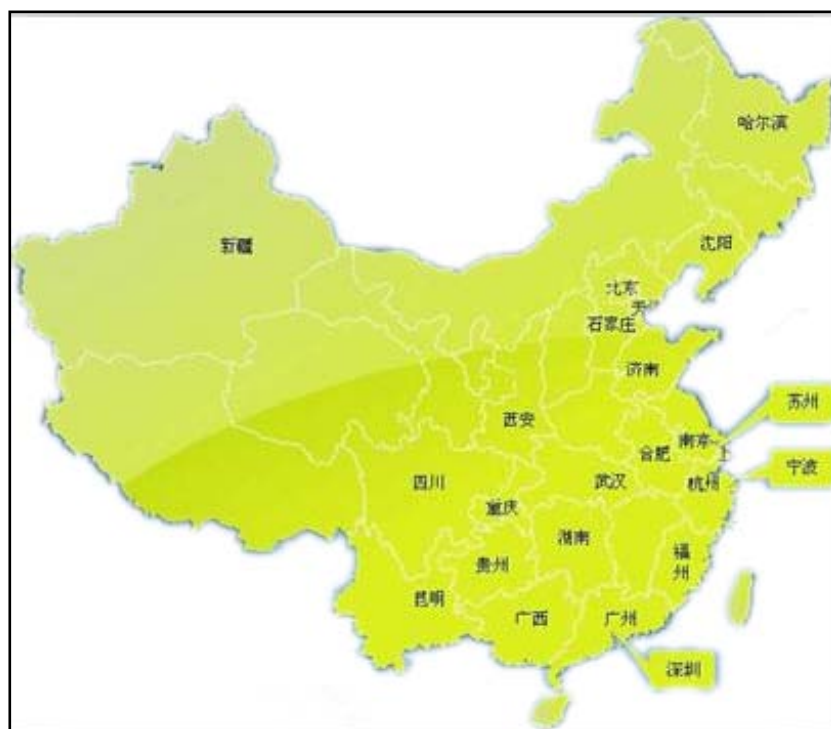 哈尔滨
沈阳
新疆
北京
天
石家庄
济南
苏州
西安
南京
上
合肥
宁波
四川
武汉
杭州
重庆
湖南
福州
贵州
昆明
广西
广州
深圳